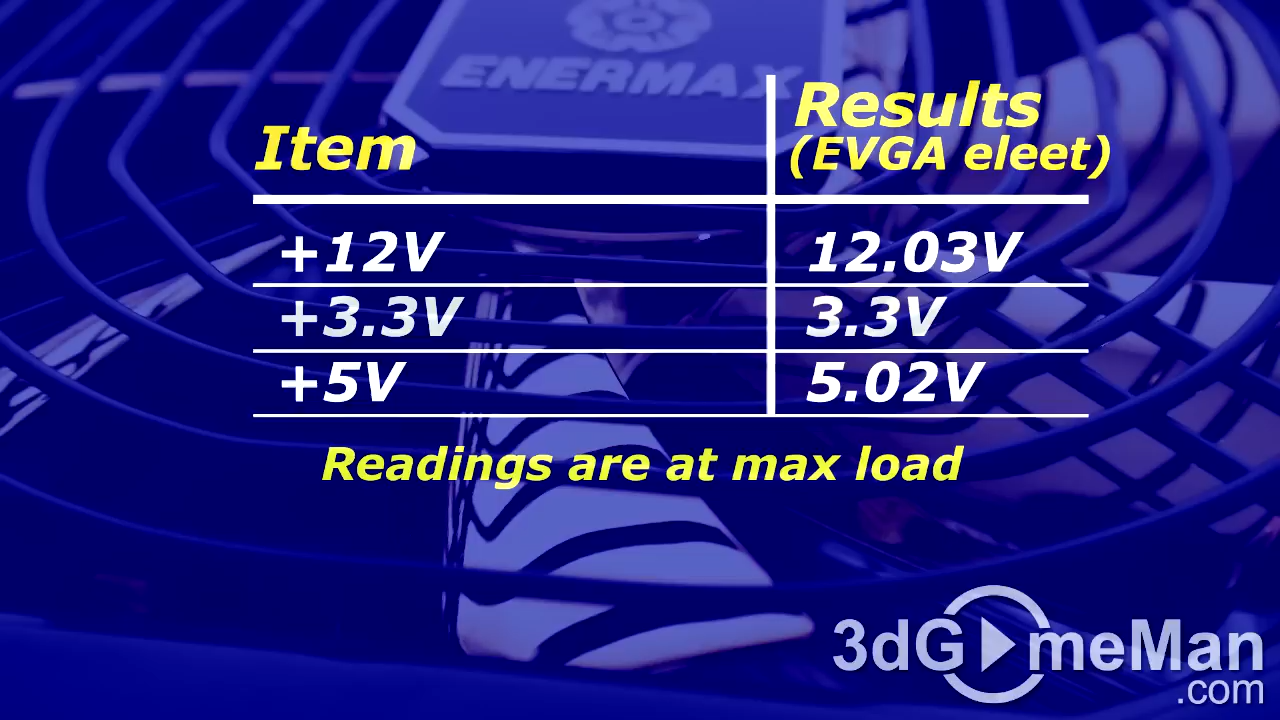 ENERMAX
Item
Results
(EVGA eleet)
+12V 12.03V
+3.3V 3.3V
+5V 5.02V
Readings are at max load
3dGameMan
.com